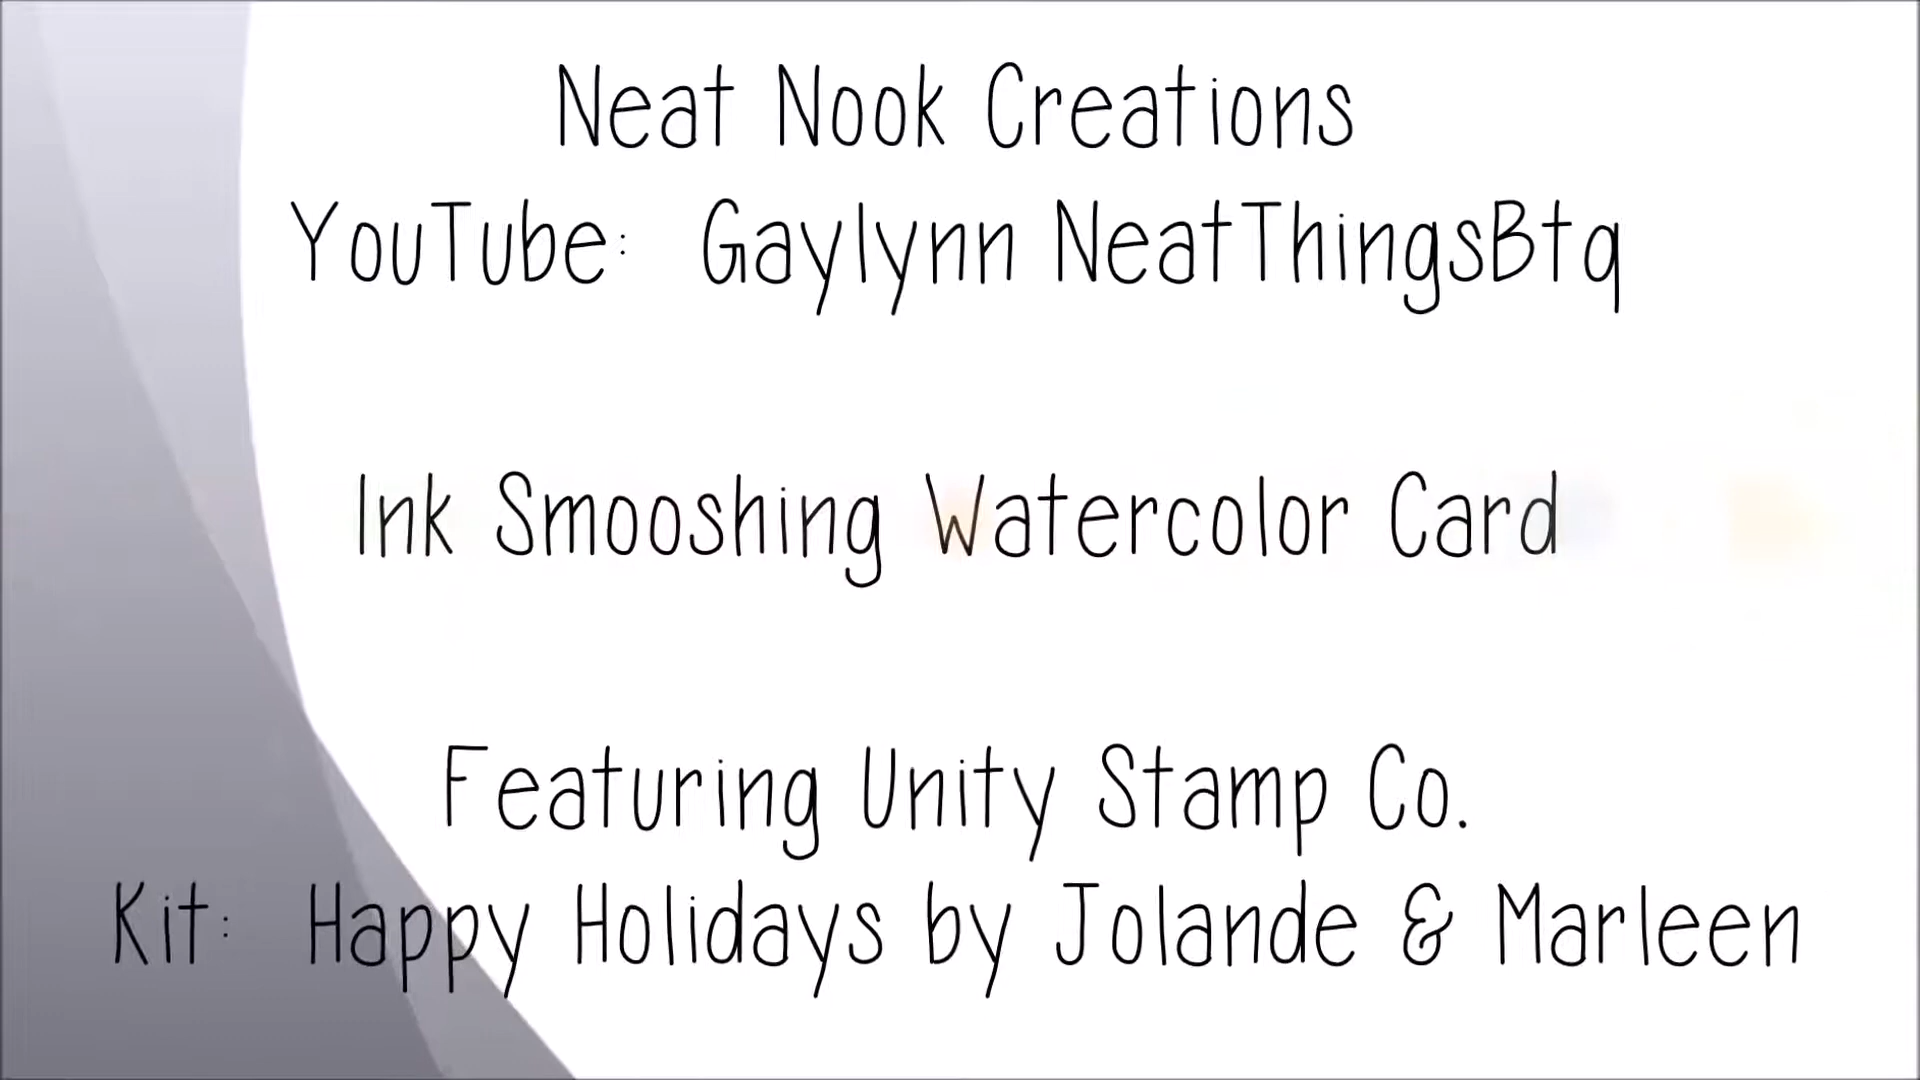 Neat Nook Creations
YouTube: Gaylynn NeatThingsBtq
Ink Smooshing Watercolor Card
Featuring Unity Stamp Co.
Kit: Happy Holidays by Jolande & Marleen